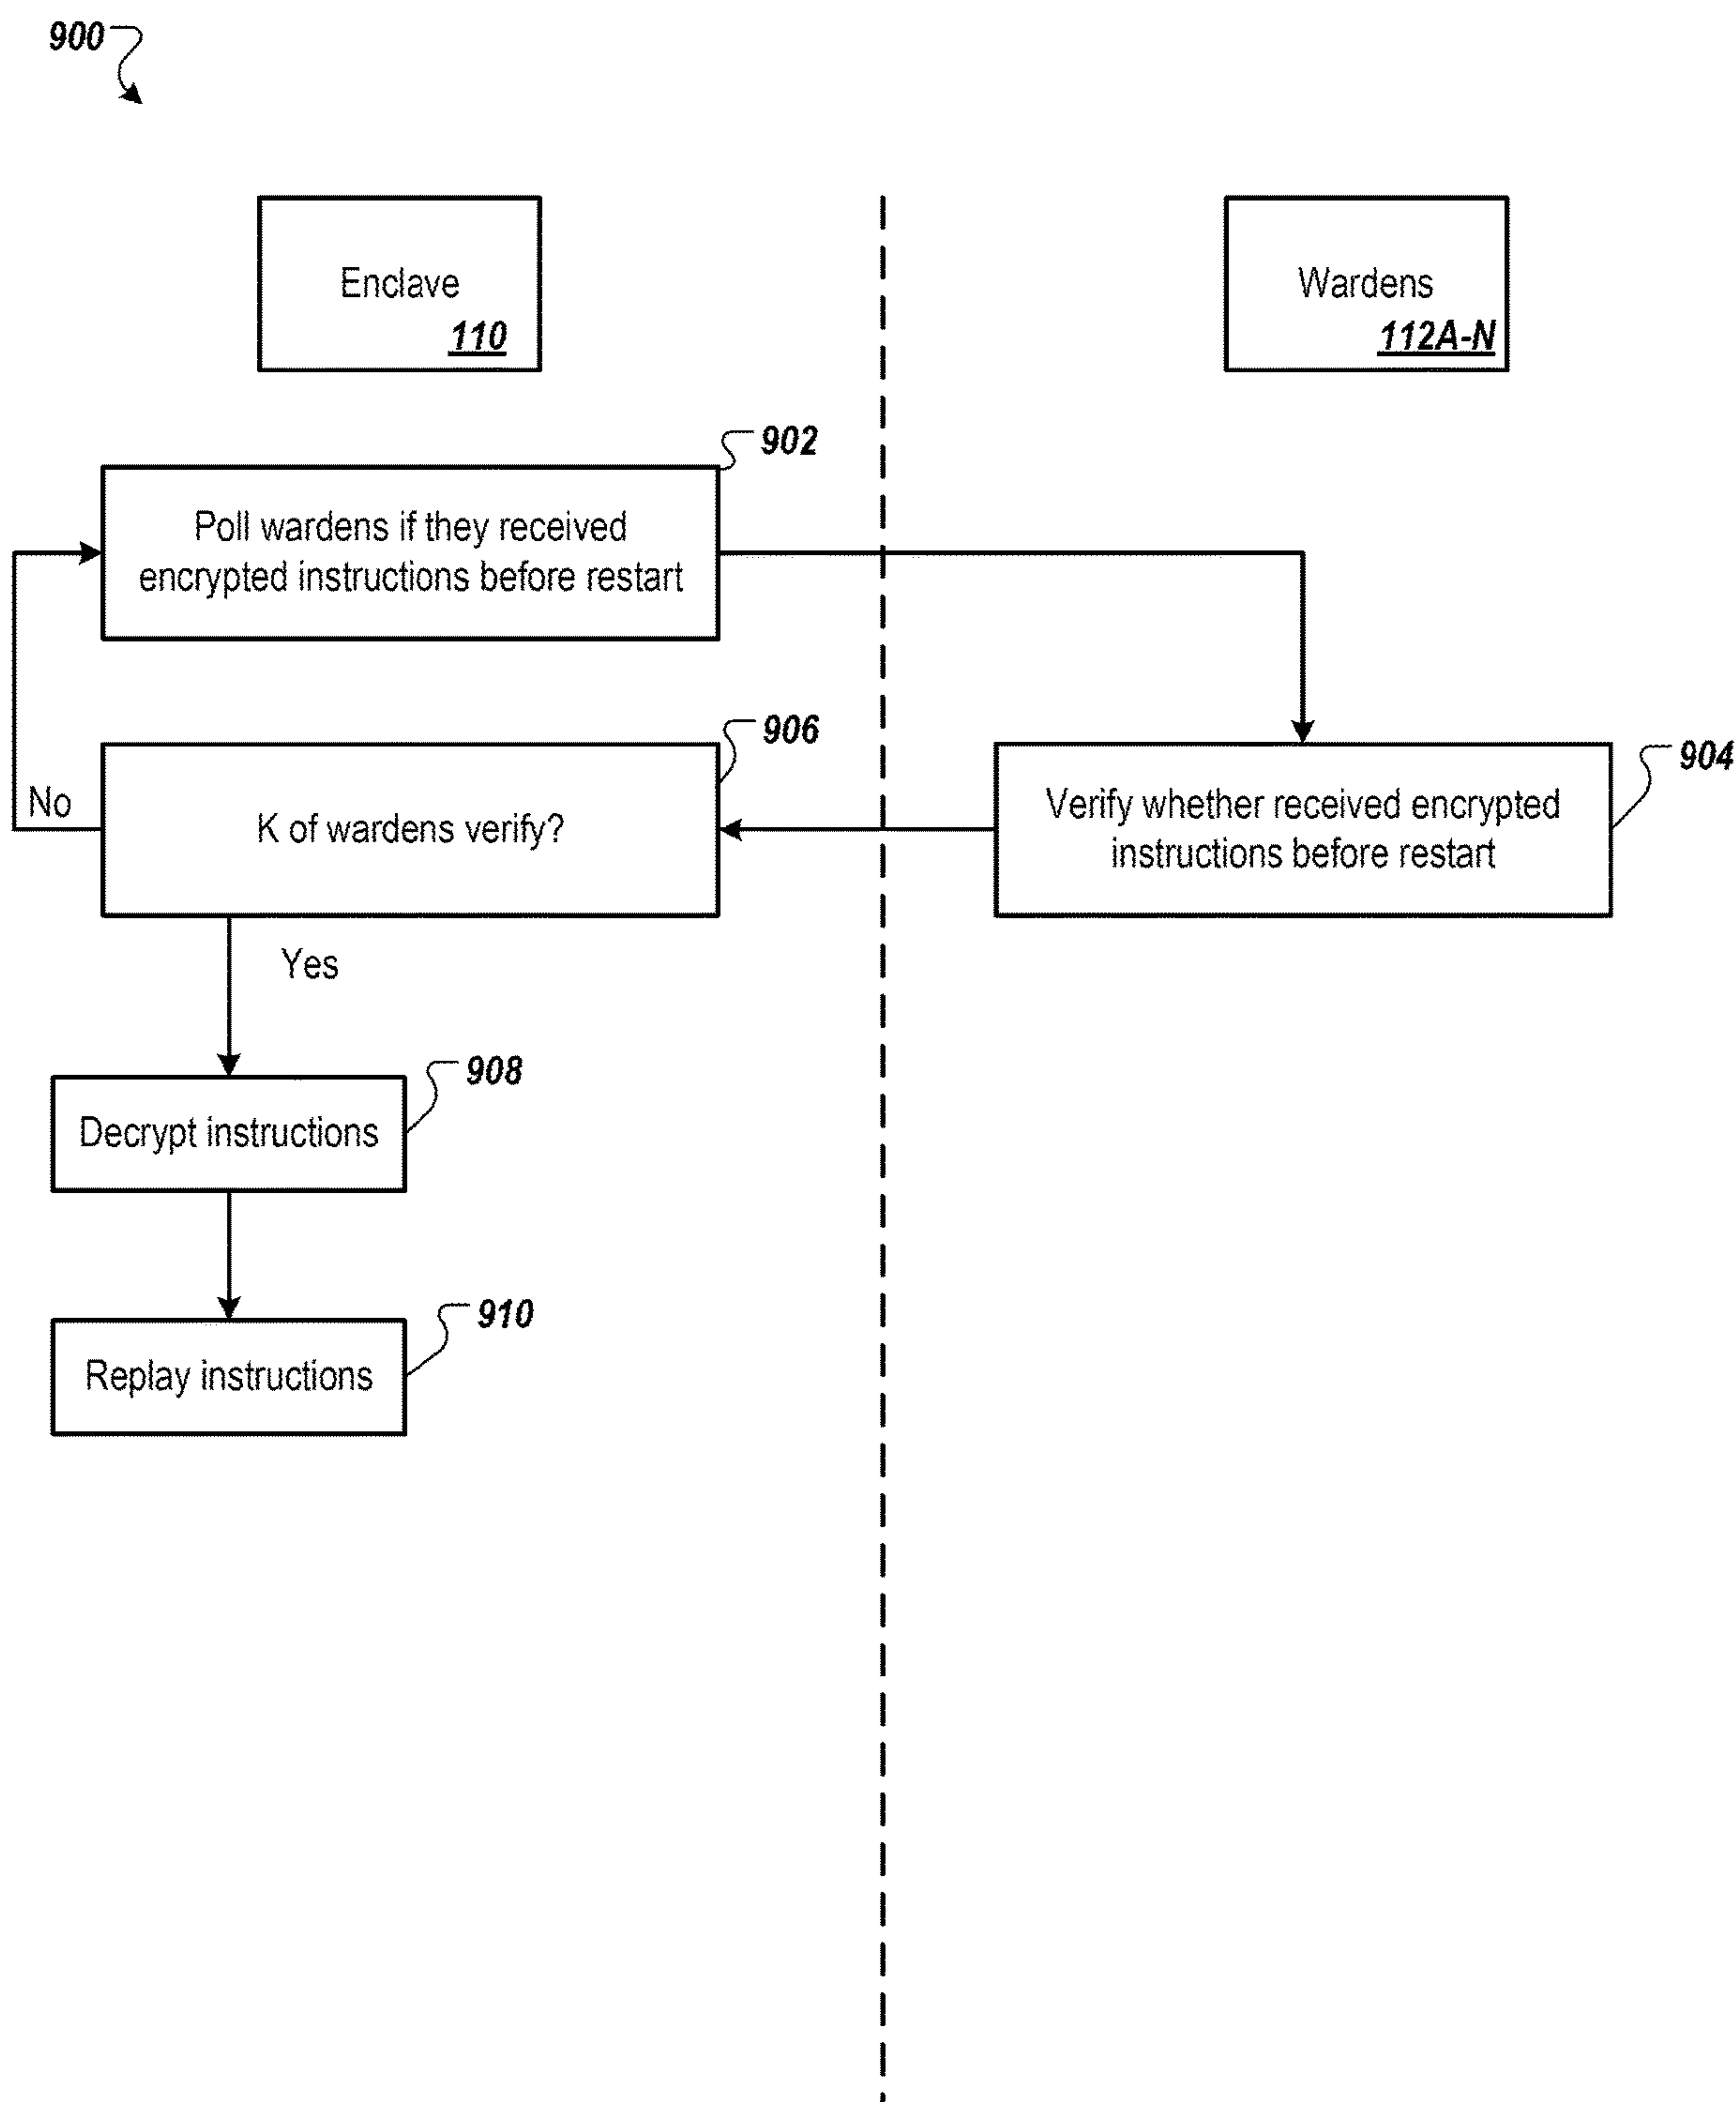 900
Enclave
110
Wardens
112A-N
902
Poll wardens if they received
encrypted instructions before restart
906
No
K of wardens verify?
904
Verify whether received encrypted
instructions before restart
Yes
908
Decrypt instructions
910
Replay instructions